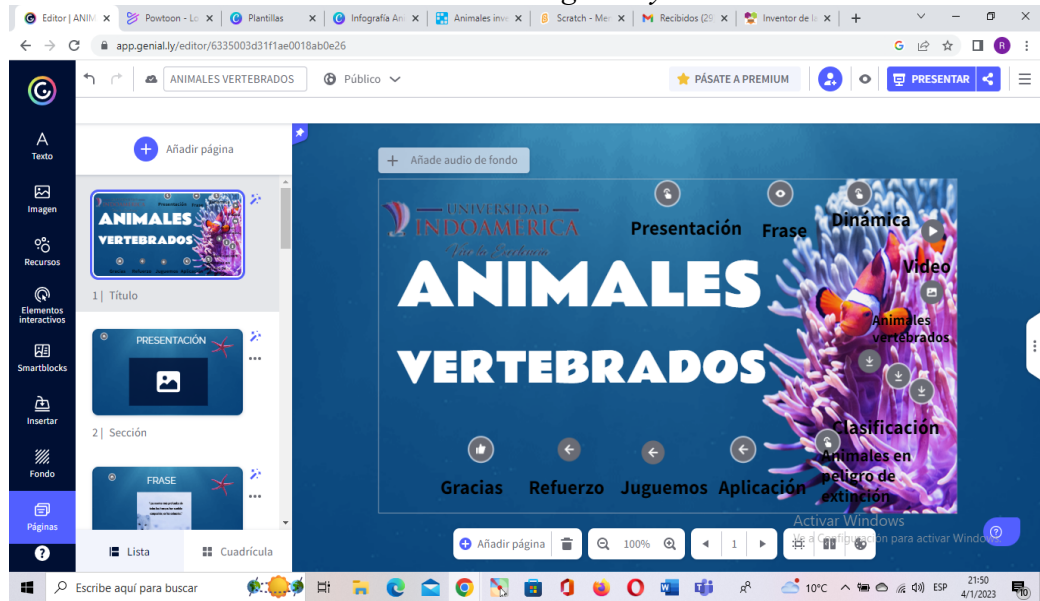 Editor | ANIM
Powtoon - Lo
Plantillas
Infografía Ani
Animales inve
Scratch - Mer
Recibidos (29
Inventor de la
app.genial.ly/editor/6335003d31f1ae0018ab0e26
ANIMALES VERTEBRADOS
Público
PÁSATE A PREMIUM
PRESENTAR
Texto
Imagen
Recursos
Elementos
interactivos
Smartblocks
Insertar
Fondo
Páginas
Añadir página
ANIMALES
VERTEBRADOS
1 | Título
PRESENTACIÓN
2 | Sección
FRASE
Lista
Cuadrícula
Añade audio de fondo
UNIVERSIDAD
INDOAMÉRICA
Presentación
Frase
Dinámica
Video
ANIMALES
VERTEBRADOS
Animales
vertebrados
Clasificación
Animales en
peligro de
extinción
Gracias
Refuerzo
Juguemos
Aplicación
Activar Windows
Ve a Configuración para activar Windows
Añadir página
100%
1
Escribe aquí para buscar
10°C
ESP
21:50
4/1/2023